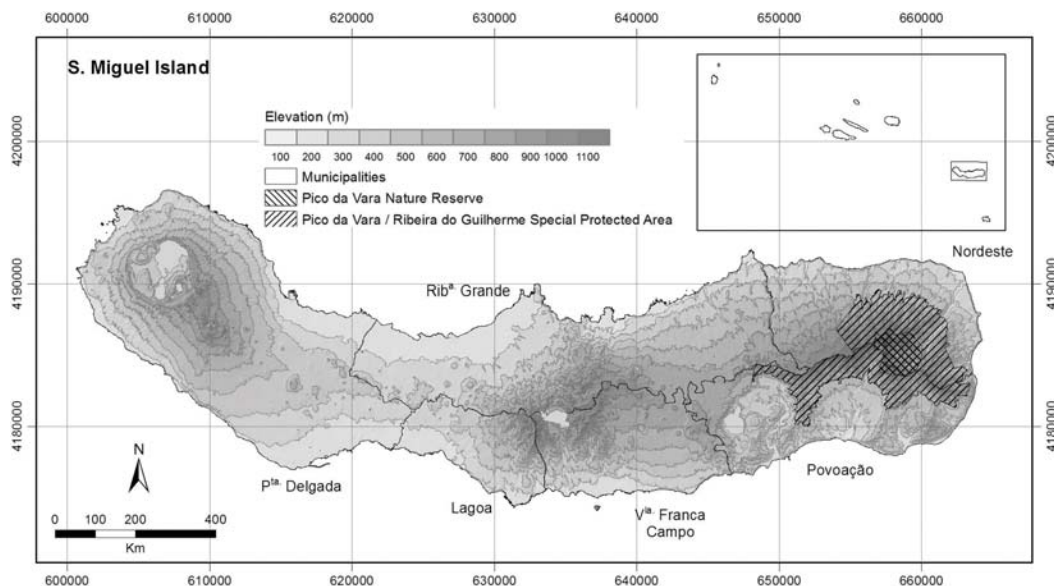 600000 610000 620000 630000 640000 650000 660000
S. Miguel Island
Elevation (m)
100 200 300 400 500 600 700 800 900 1000 1100
Municipalities
Pico da Vara Nature Reserve
Pico da Vara / Ribeira do Guilherme Special Protected Area
4200000 4200000
Nordeste
4190000 4190000
Ribª. Grande
4180000 4180000
N
Povoação
Pta. Delgada
Lagoa
Vla. Franca
Campo
0 100 200 400
Km
600000 610000 620000 630000 640000 650000 660000